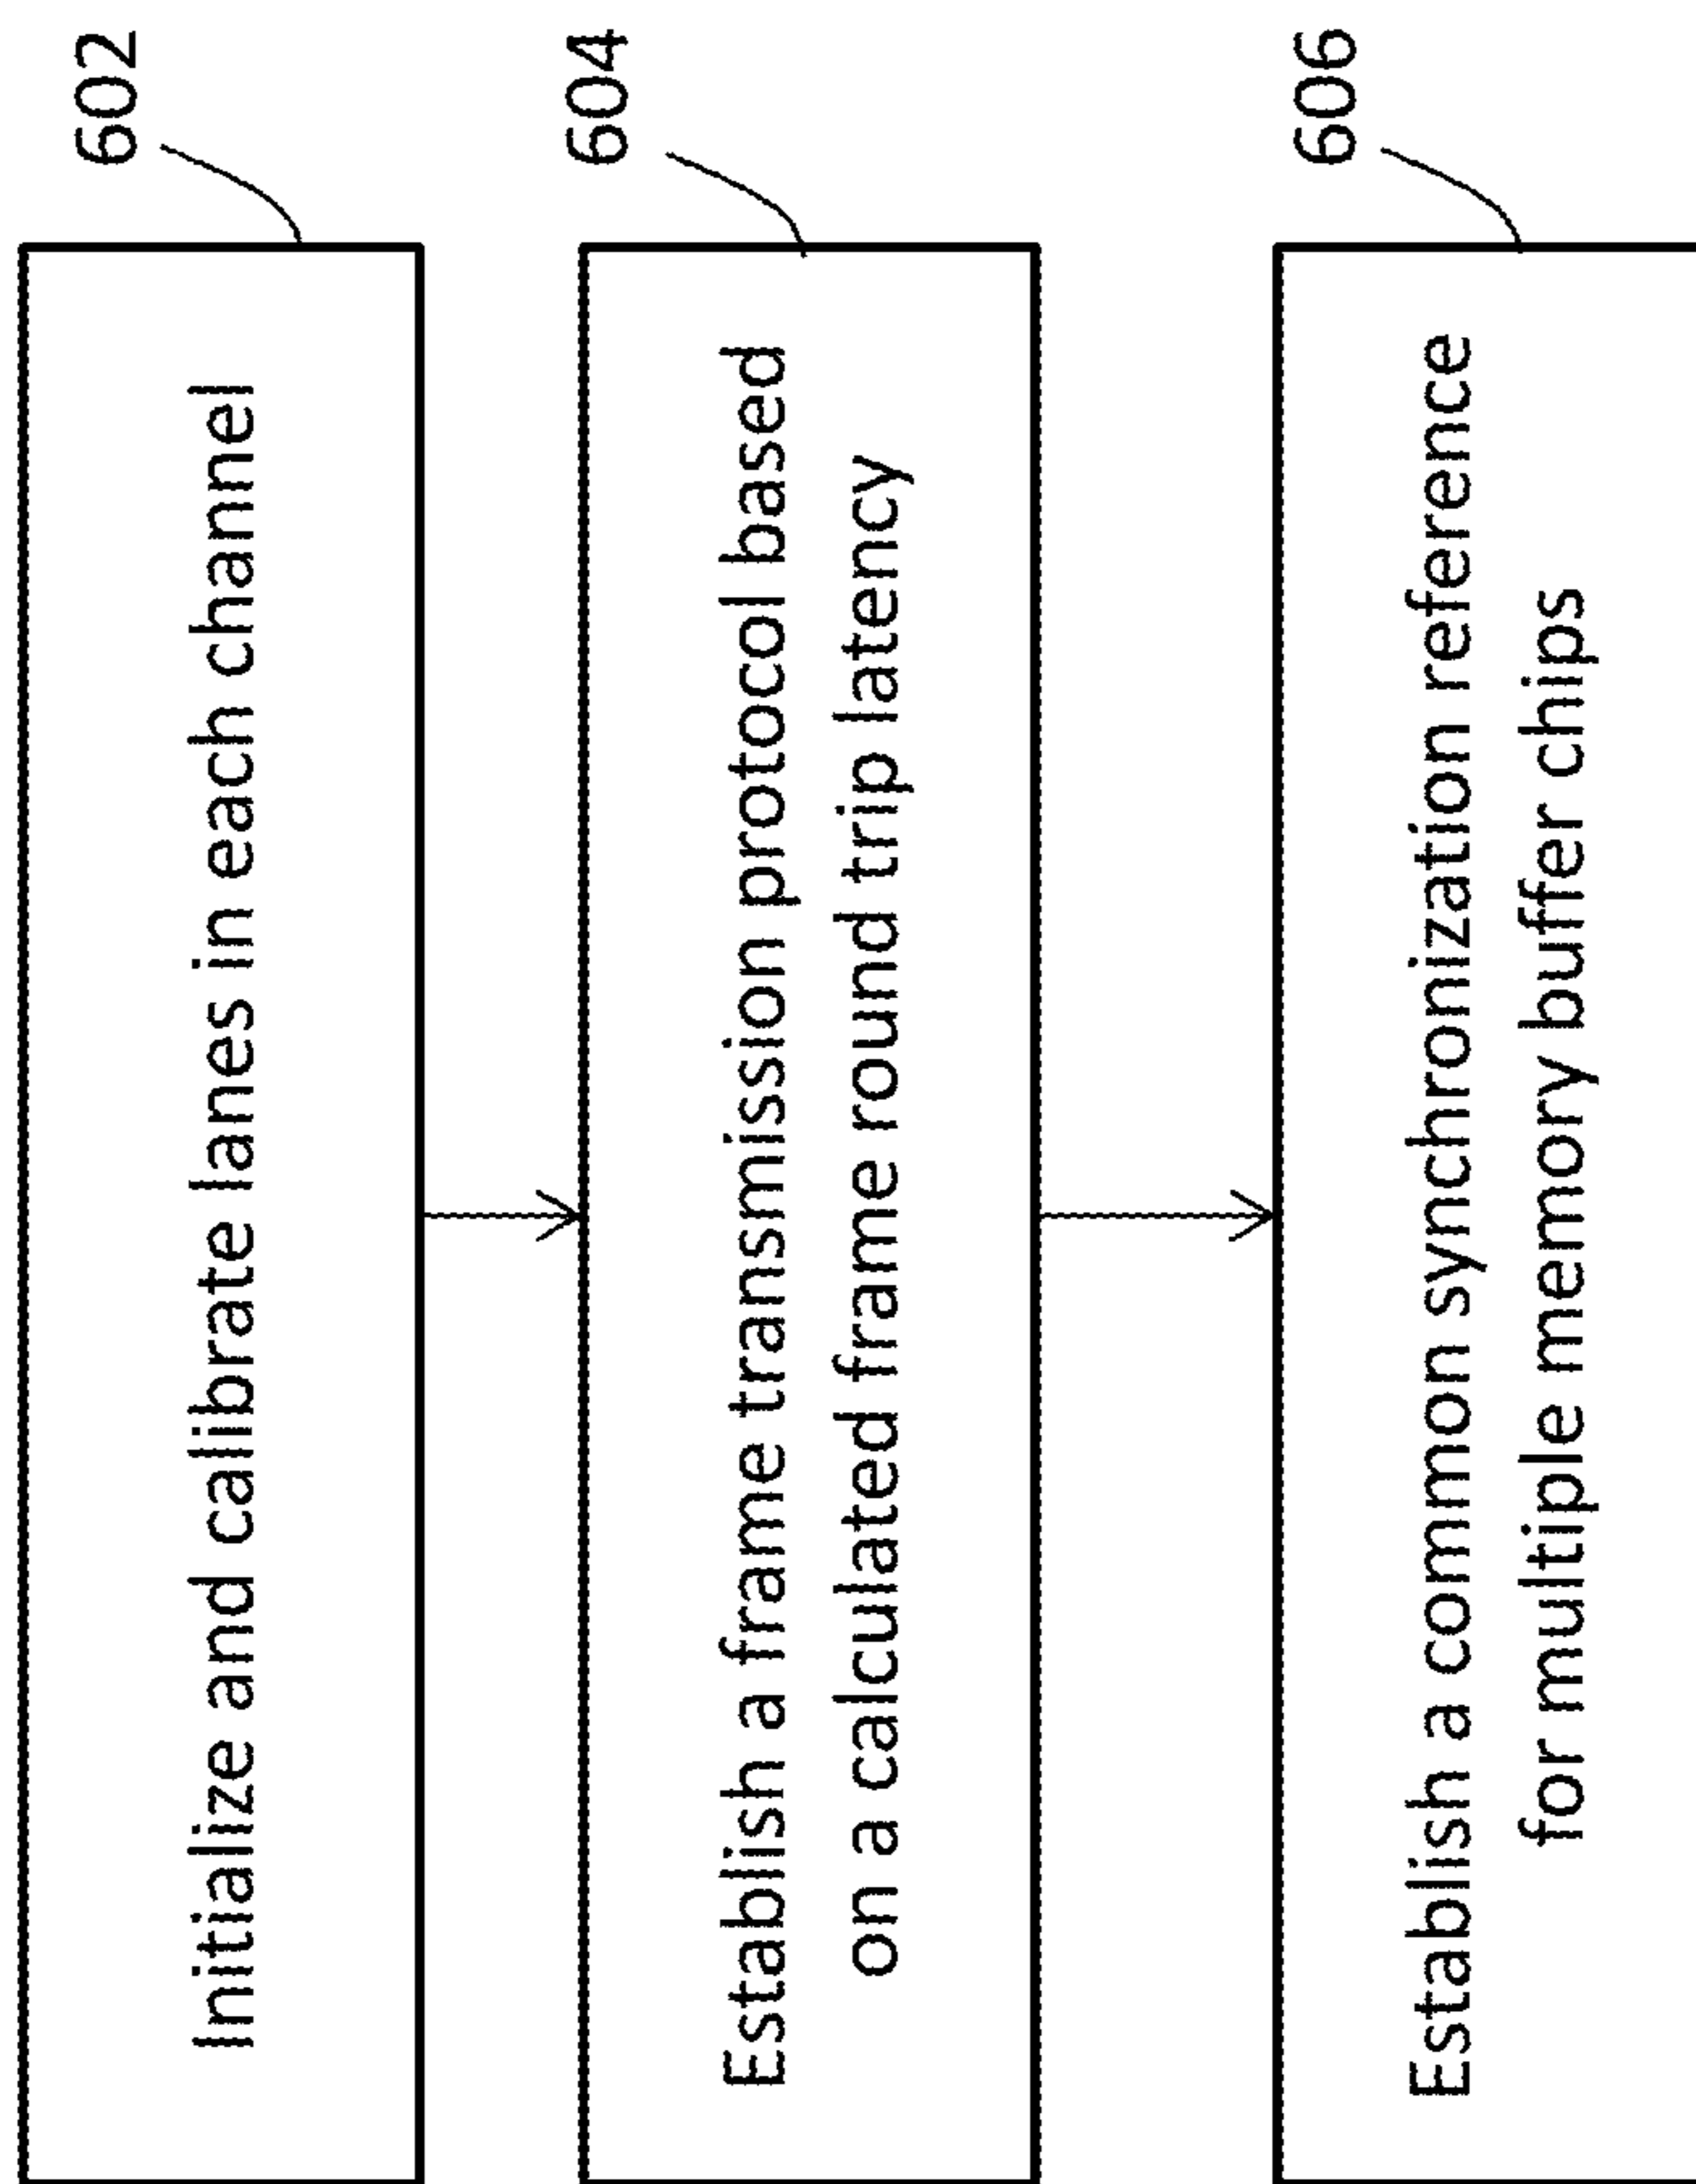 602
Initialize and calibrate lanes in each channel
604
Establish a frame transmission protocol based
on a calculated frame round trip latency
606
Establish a common synchronization reference
for multiple memory buffer chips